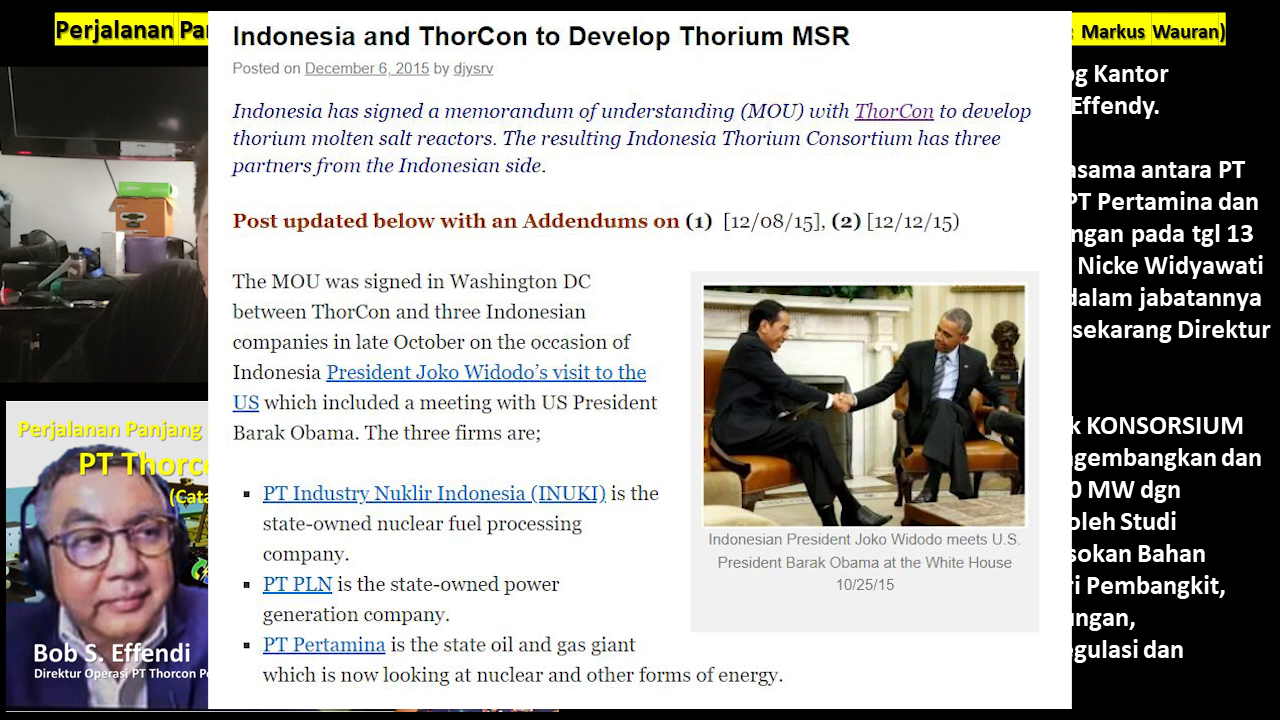 Perjalanan Pan
Markus Wauran)
Indonesia and ThorCon to Develop Thorium MSR
Posted on December 6, 2015 by djysrv
Indonesia has signed a memorandum of understanding (MOU) with ThorCon to develop
thorium molten salt reactors. The resulting Indonesia Thorium Consortium has three
partners from the Indonesian side.
Post updated below with an Addendums on (1) [12/08/15], (2) [12/12/15)
The MOU was signed in Washington DC
between ThorCon and three Indonesian
companies in late October on the occasion of
Indonesia President Joko Widodo's visit to the
US which included a meeting with US President
Barak Obama. The three firms are;
▪ PT Industry Nuklir Indonesia (INUKI) is the
state-owned nuclear fuel processing
company.
▪ PT PLN is the state-owned power
generation company.
▪ PT Pertamina is the state oil and gas giant
which is now looking at nuclear and other forms of energy.
Indonesian President Joko Widodo meets U.S.
President Barak Obama at the White House
10/25/15
og Kantor
Effendy.
asama antara PT
PT Pertamina dan
ngan pada tgl 13
Nicke Widyawati
dalam jabatannya
sekarang Direktur
k KONSORSIUM
ngembangkan dan
0 MW dgn
oleh Studi
sokan Bahan
ri Pembangkit,
ungan,
egulasi dan
Perjalanan Panjang
PT Thorco
(Cata
Bob S. Effendi
Direktur Operasi PT Thorcon Po